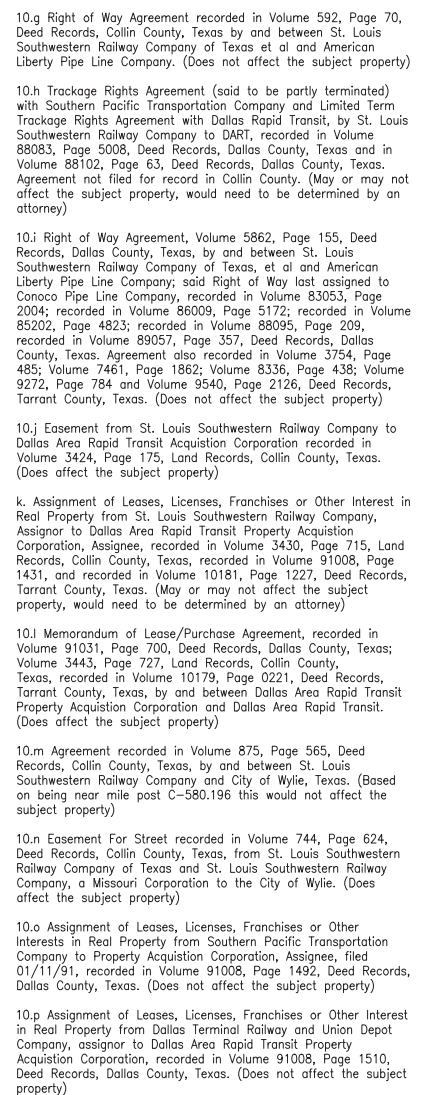 10.g Right of Way Agreement recorded in Volume 592, Page 70,
Deed Records, Collin County, Texas by and between St. Louis
Southwestern Railway Company of Texas et al and American
Liberty Pipe Line Company. (Does not affect the subject property)
10.h Trackage Rights Agreement (said to be partly terminated)
with Southern Pacific Transportation Company and Limited Term
Trackage Rights Agreement with Dallas Rapid Transit, by St. Louis
Southwestern Railway Company to DART, recorded in Volume
88083, Page 5008, Deed Records, Dallas County, Texas and in
Volume 88102, Page 63, Deed Records, Dallas County, Texas.
Agreement not filed for record in Collin County. (May or may not
affect the subject property, would need to be determined by an
attorney)
10.i Right of Way Agreement, Volume 5862, Page 155, Deed
Records, Dallas County, Texas, by and between St. Louis
Southwestern Railway Company of Texas, et al and American
Liberty Pipe Line Company; said Right of Way last assigned to
Conoco Pipe Line Company, recorded in Volume 83053, Page
2004; recorded in Volume 86009, Page 5172; recorded in Volume
85202, Page 4823; recorded in Volume 88095, Page 209,
recorded in Volume 89057, Page 357, Deed Records, Dallas
County, Texas. Agreement also recorded in Volume 3754, Page
485; Volume 7461, Page 1862; Volume 8336, Page 438; Volume
9272, Page 784 and Volume 9540, Page 2126, Deed Records,
Tarrant County, Texas. (Does not affect the subject property)
10.j Easement from St. Louis Southwestern Railway Company to
Dallas Area Rapid Transit Acquistion Corporation recorded in
Volume 3424, Page 175, Land Records, Collin County, Texas.
(Does affect the subject property)
k. Assignment of Leases, Licenses, Franchises or Other Interest in
Real Property from St. Louis Southwestern Railway Company,
Assignor to Dallas Area Rapid Transit Property Acquistion
Corporation, Assignee, recorded in Volume 3430, Page 715, Land
Records, Collin County, Texas, recorded in Volume 91008, Page
1431, and recorded in Volume 10181, Page 1227, Deed Records,
Tarrant County, Texas. (May or may not affect the subject
property, would need to be determined by an attorney)
10.l Memorandum of Lease/Purchase Agreement, recorded in
Volume 91031, Page 700, Deed Records, Dallas County, Texas;
Volume 3443, Page 727, Land Records, Collin County,
Texas, recorded in Volume 10179, Page 0221, Deed Records,
Tarrant County, Texas, by and between Dallas Area Rapid Transit
Property Acquistion Corporation and Dallas Area Rapid Transit.
(Does affect the subject property)
10.m Agreement recorded in Volume 875, Page 565, Deed
Records, Collin County, Texas, by and between St. Louis
Southwestern Railway Company and City of Wylie, Texas. (Based
on being near mile post C-580.196 this would not affect the
subject property)
10.n Easement For Street recorded in Volume 744, Page 624,
Deed Records, Collin County, Texas, from St. Louis Southwestern
Railway Company of Texas and St. Louis Southwestern Railway
Company, a Missouri Corporation to the City of Wylie. (Does
affect the subject property)
10.o Assignment of Leases, Licenses, Franchises or Other
Interests in Real Property from Southern Pacific Transportation
Company to Property Acquistion Corporation, Assignee, filed
01/11/91, recorded in Volume 91008, Page 1492, Deed Records,
Dallas County, Texas. (Does not affect the subject property)
10.p Assignment of Leases, Licenses, Franchises or Other Interest
in Real Property from Dallas Terminal Railway and Union Depot
Company, assignor to Dallas Area Rapid Transit Property
Acquistion Corporation, recorded in Volume 91008, Page 1510,
Deed Records, Dallas County, Texas. (Does not affect the subject
property)